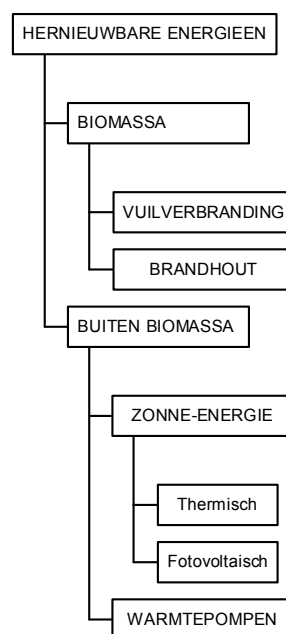 HERNIEUWBARE ENERGIEEN
BIOMASSA
VUILVERBRANDING
BRANDHOUT
BUITEN BIOMASSA
ZONNE-ENERGIE
Thermisch
Fotovoltaisch
WARMTEPOMPEN